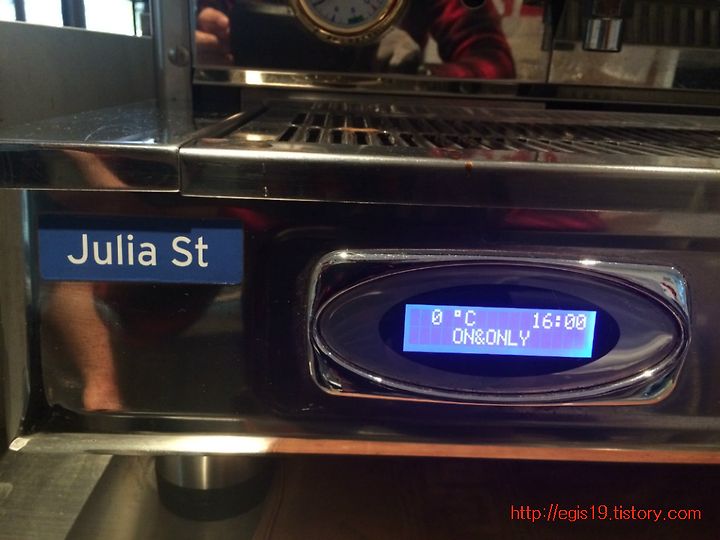 Julia St
0 °C 16:00
ON&ONLY
http://egis19.tistory.com